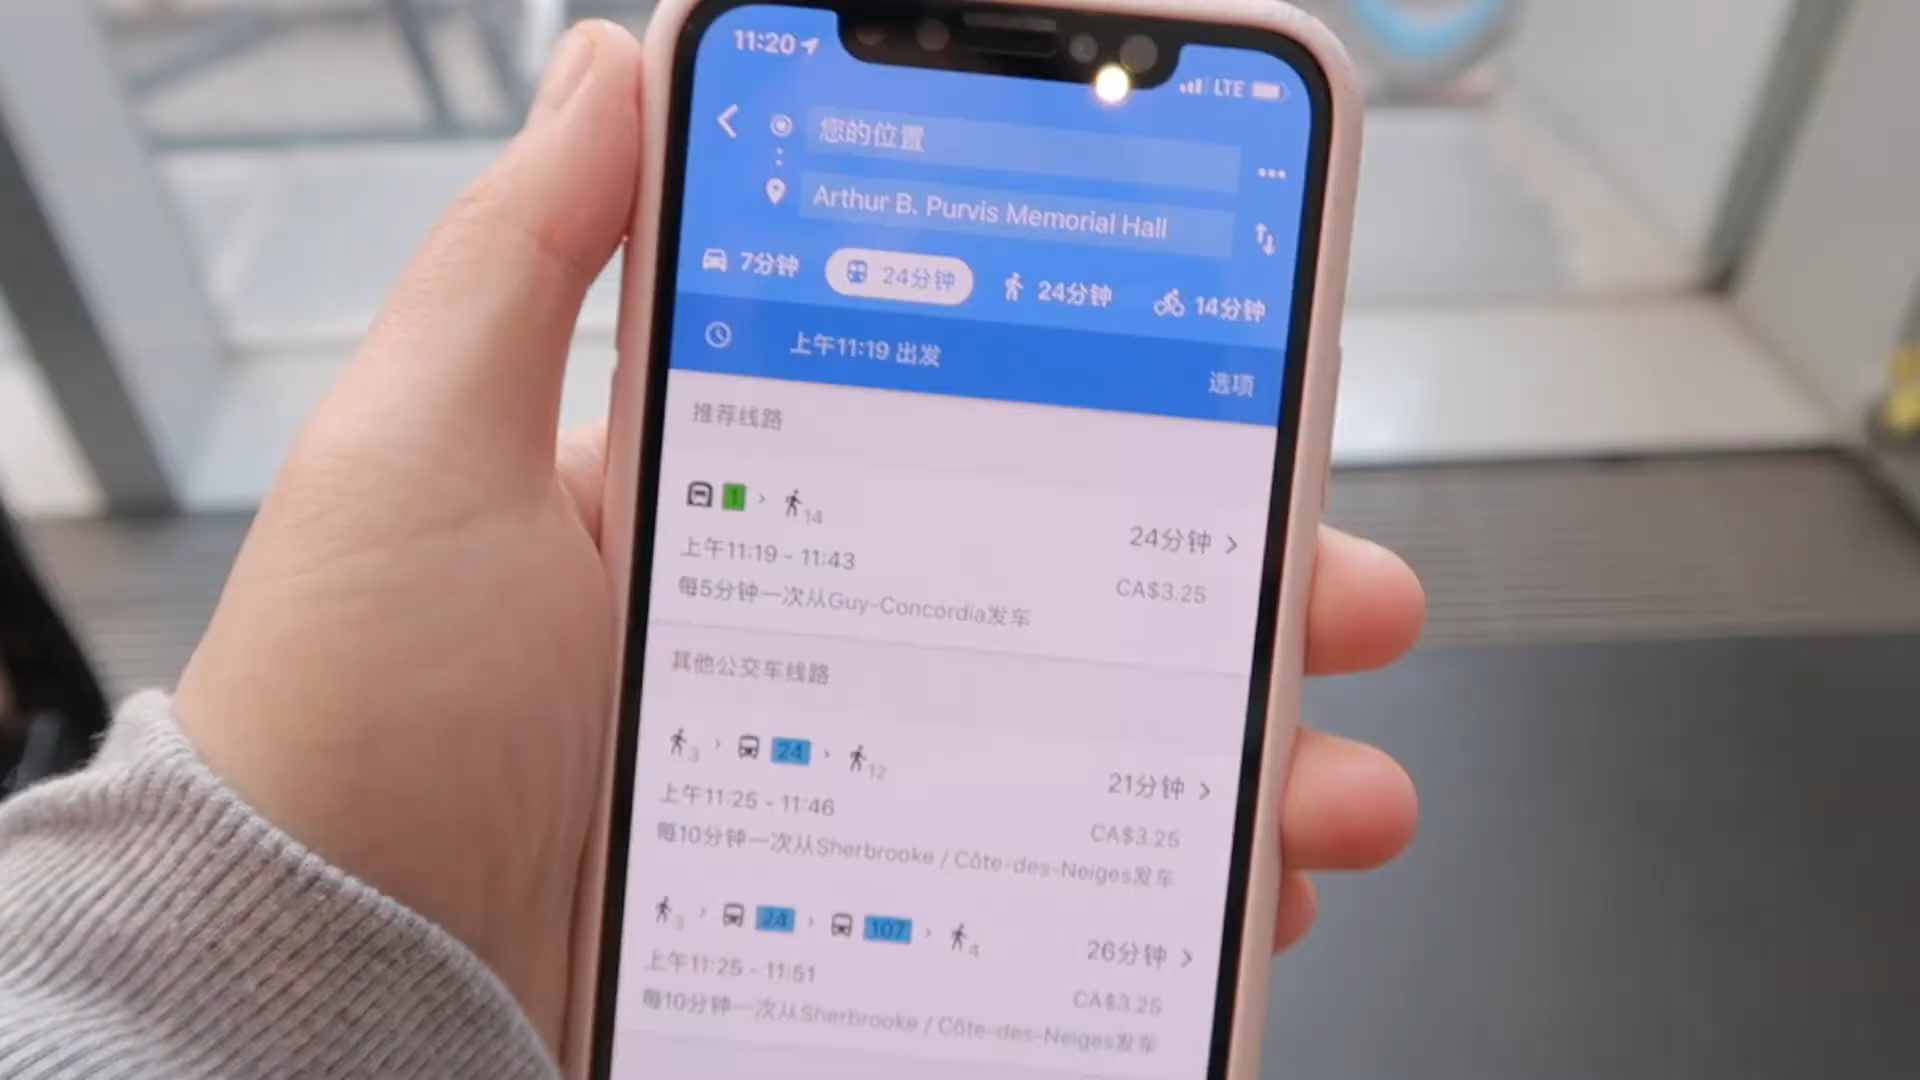 11:20 LTE
您的位置
Arthur B. Purvis Memorial Hall
7分钟 24分钟 24分钟 14分钟
上午11:19 出发
选项
推荐线路
1 14
24分钟
上午11:19 - 11:43
CA$3.25
每5分钟一次从Guy-Concordia发车
其他公交车线路
3 24 12
21分钟
上午11:25 - 11:46
CA$3.25
每10分钟一次从Sherbrooke / Côte-des-Neiges发车
3 24 107 4
26分钟
上午11:25 - 11:51
CA$3.25
每10分钟一次从Sherbrooke / Côte-des-Neiges发车